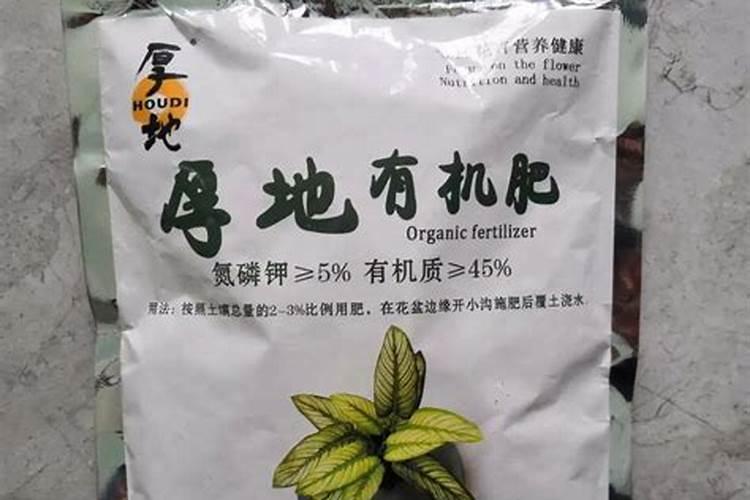 厚
HOUDI
地
营养健康
on the flower
Nutrition and health
厚地有机肥
Organic fertilizer
氮磷钾≥5% 有机质≥45%
用法：按照土壤总量的2-3%比例用肥，在花盆边缘开小沟施肥后覆土浇水